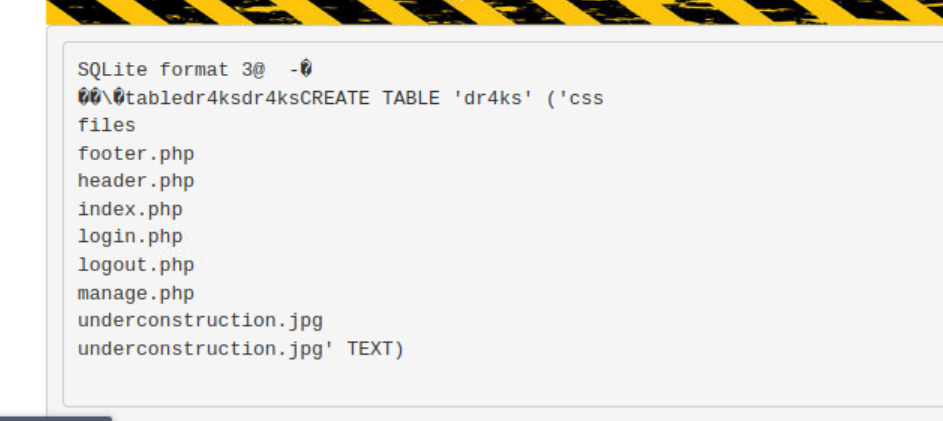 SQLite format 3@  -�
��\�tabledr4ksdr4ksCREATE TABLE 'dr4ks' ('css
files
footer.php
header.php
index.php
login.php
logout.php
manage.php
underconstruction.jpg
underconstruction.jpg' TEXT)